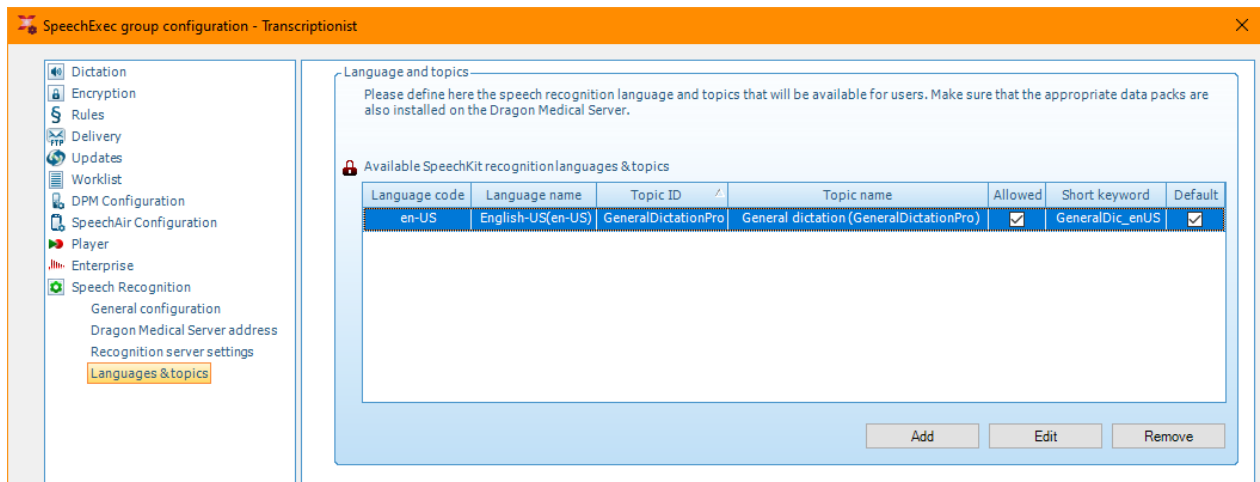 SpeechExec group configuration - Transcriptionist
Dictation
Encryption
Rules
Delivery
Updates
Worklist
DPM Configuration
SpeechAir Configuration
Player
Enterprise
Speech Recognition
General configuration
Dragon Medical Server address
Recognition server settings
Languages & topics
Language and topics
Please define here the speech recognition language and topics that will be available for users. Make sure that the appropriate data packs are
also installed on the Dragon Medical Server.
Available SpeechKit recognition languages & topics
Language code Language name Topic ID Topic name Allowed Short keyword Default
en-US English-US(en-US) GeneralDictationPro General dictation (GeneralDictationPro) GeneralDic_enUS
Add Edit Remove